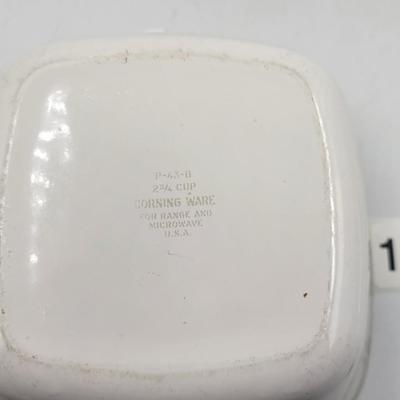 P-43-B
2¾ CUP
CORNING WARE
FOR RANGE AND
MICROWAVE
U.S.A.
1